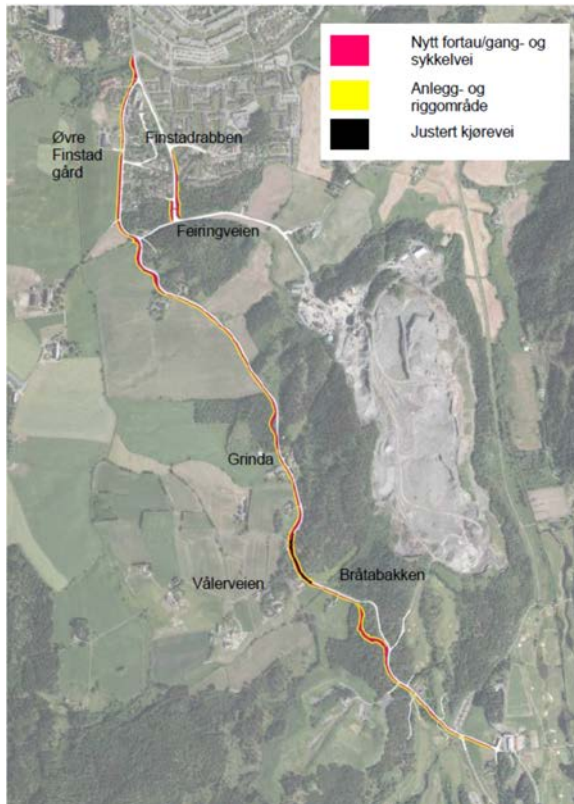 Nytt fortau/gang- og
sykkelvei
Anlegg- og
riggområde
Justert kjørevei
Øvre
Finstad
gård
Finstadrabben
Feiringveien
Grinda
Vålerveien
Bråtabakken